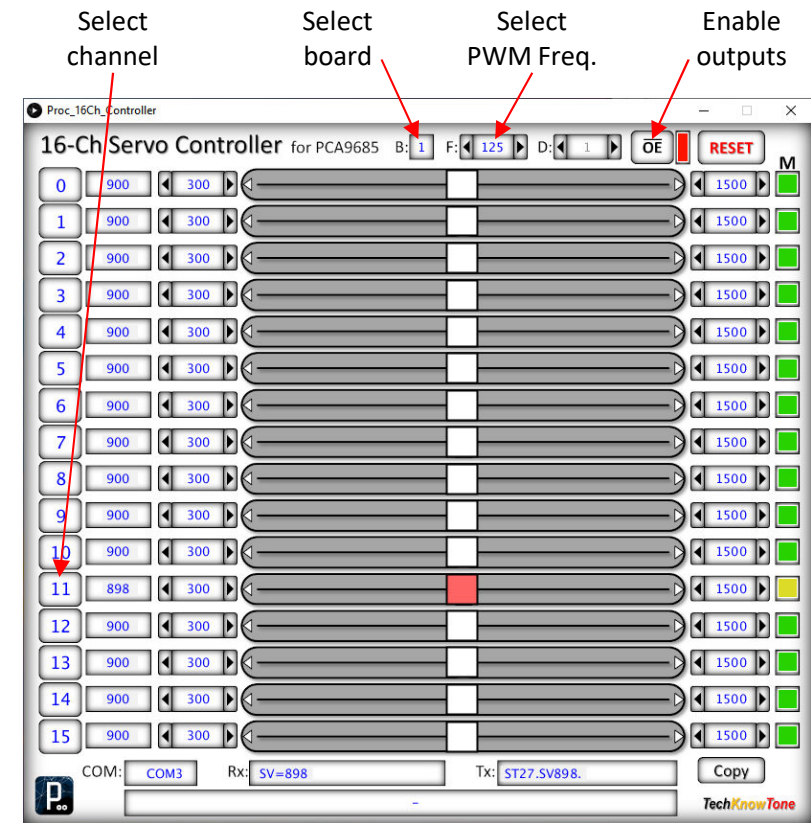 Select channel
Select board
Select PWM Freq.
Enable outputs
Proc_16Ch_Controller
16-Ch Servo Controller for PCA9685 B: 1 F: 125 D: 1 OE RESET
M
0 900 300 1500
1 900 300 1500
2 900 300 1500
3 900 300 1500
4 900 300 1500
5 900 300 1500
6 900 300 1500
7 900 300 1500
8 900 300 1500
9 900 300 1500
10 900 300 1500
11 898 300 1500
12 900 300 1500
13 900 300 1500
14 900 300 1500
15 900 300 1500
COM: COM3 Rx: SV=898 Tx: ST27.SV898. Copy
P.. – TechKnowTone